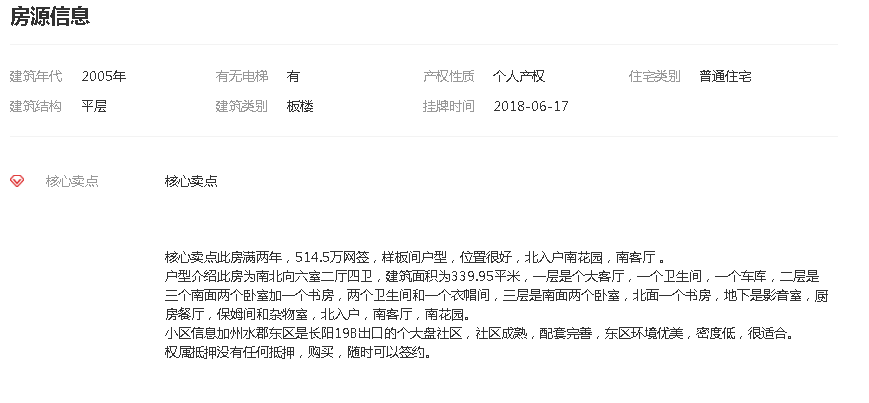 房源信息
建筑年代 2005年 有无电梯 有 产权性质 个人产权 住宅类别 普通住宅
建筑结构 平层 建筑类别 板楼 挂牌时间 2018-06-17
核心卖点 核心卖点
核心卖点此房满两年，514.5万网签，样板间户型，位置很好，北入户南花园，南客厅 。
户型介绍此房为南北向六室二厅四卫，建筑面积为339.95平米，一层是个大客厅，一个卫生间，一个车库，二层是
三个南面两个卧室加一个书房，两个卫生间和一个衣帽间，三层是南面两个卧室，北面一个书房，地下是影音室，厨
房餐厅，保姆间和杂物室，北入户，南客厅，南花园。
小区信息加州水郡东区是长阳19B出口的个大盘社区，社区成熟，配套完善，东区环境优美，密度低，很适合。
权属抵押没有任何抵押，购买，随时可以签约。